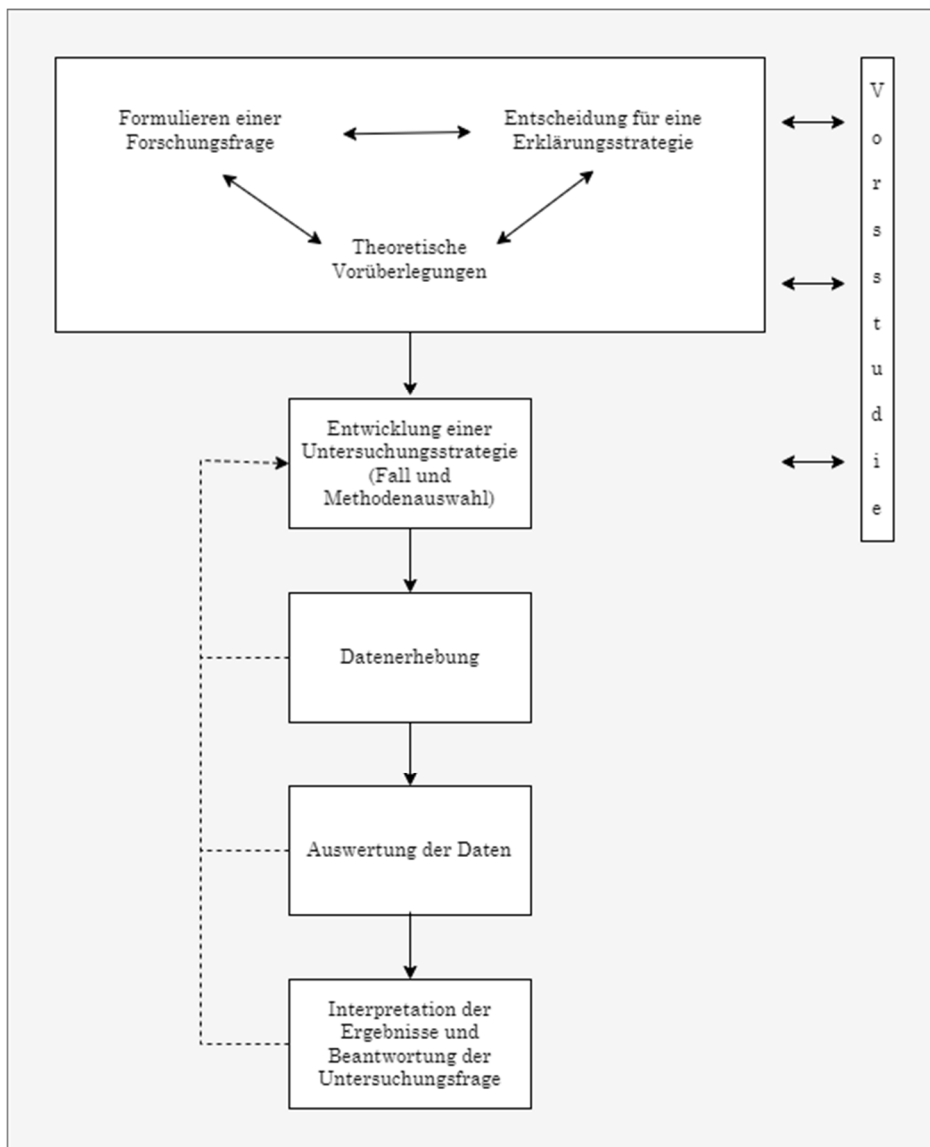 Formulieren einer
Forschungsfrage
Entscheidung für eine
Erklärungsstrategie
Theoretische
Vorüberlegungen
V
o
r
s
s
t
u
d
i
e
Entwicklung einer
Untersuchungsstrategie
(Fall und
Methodenauswahl)
Datenerhebung
Auswertung der Daten
Interpretation der
Ergebnisse und
Beantwortung der
Untersuchungsfrage